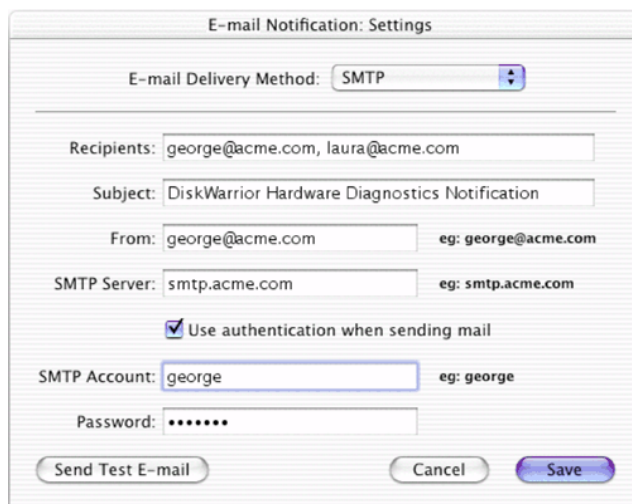 E-mail Notification: Settings
E-mail Delivery Method: SMTP
Recipients: george@acme.com, laura@acme.com
Subject: DiskWarrior Hardware Diagnostics Notification
From: george@acme.com eg: george@acme.com
SMTP Server: smtp.acme.com eg: smtp.acme.com
Use authentication when sending mail
SMTP Account: george eg: george
Password: •••••••
Send Test E-mail Cancel Save